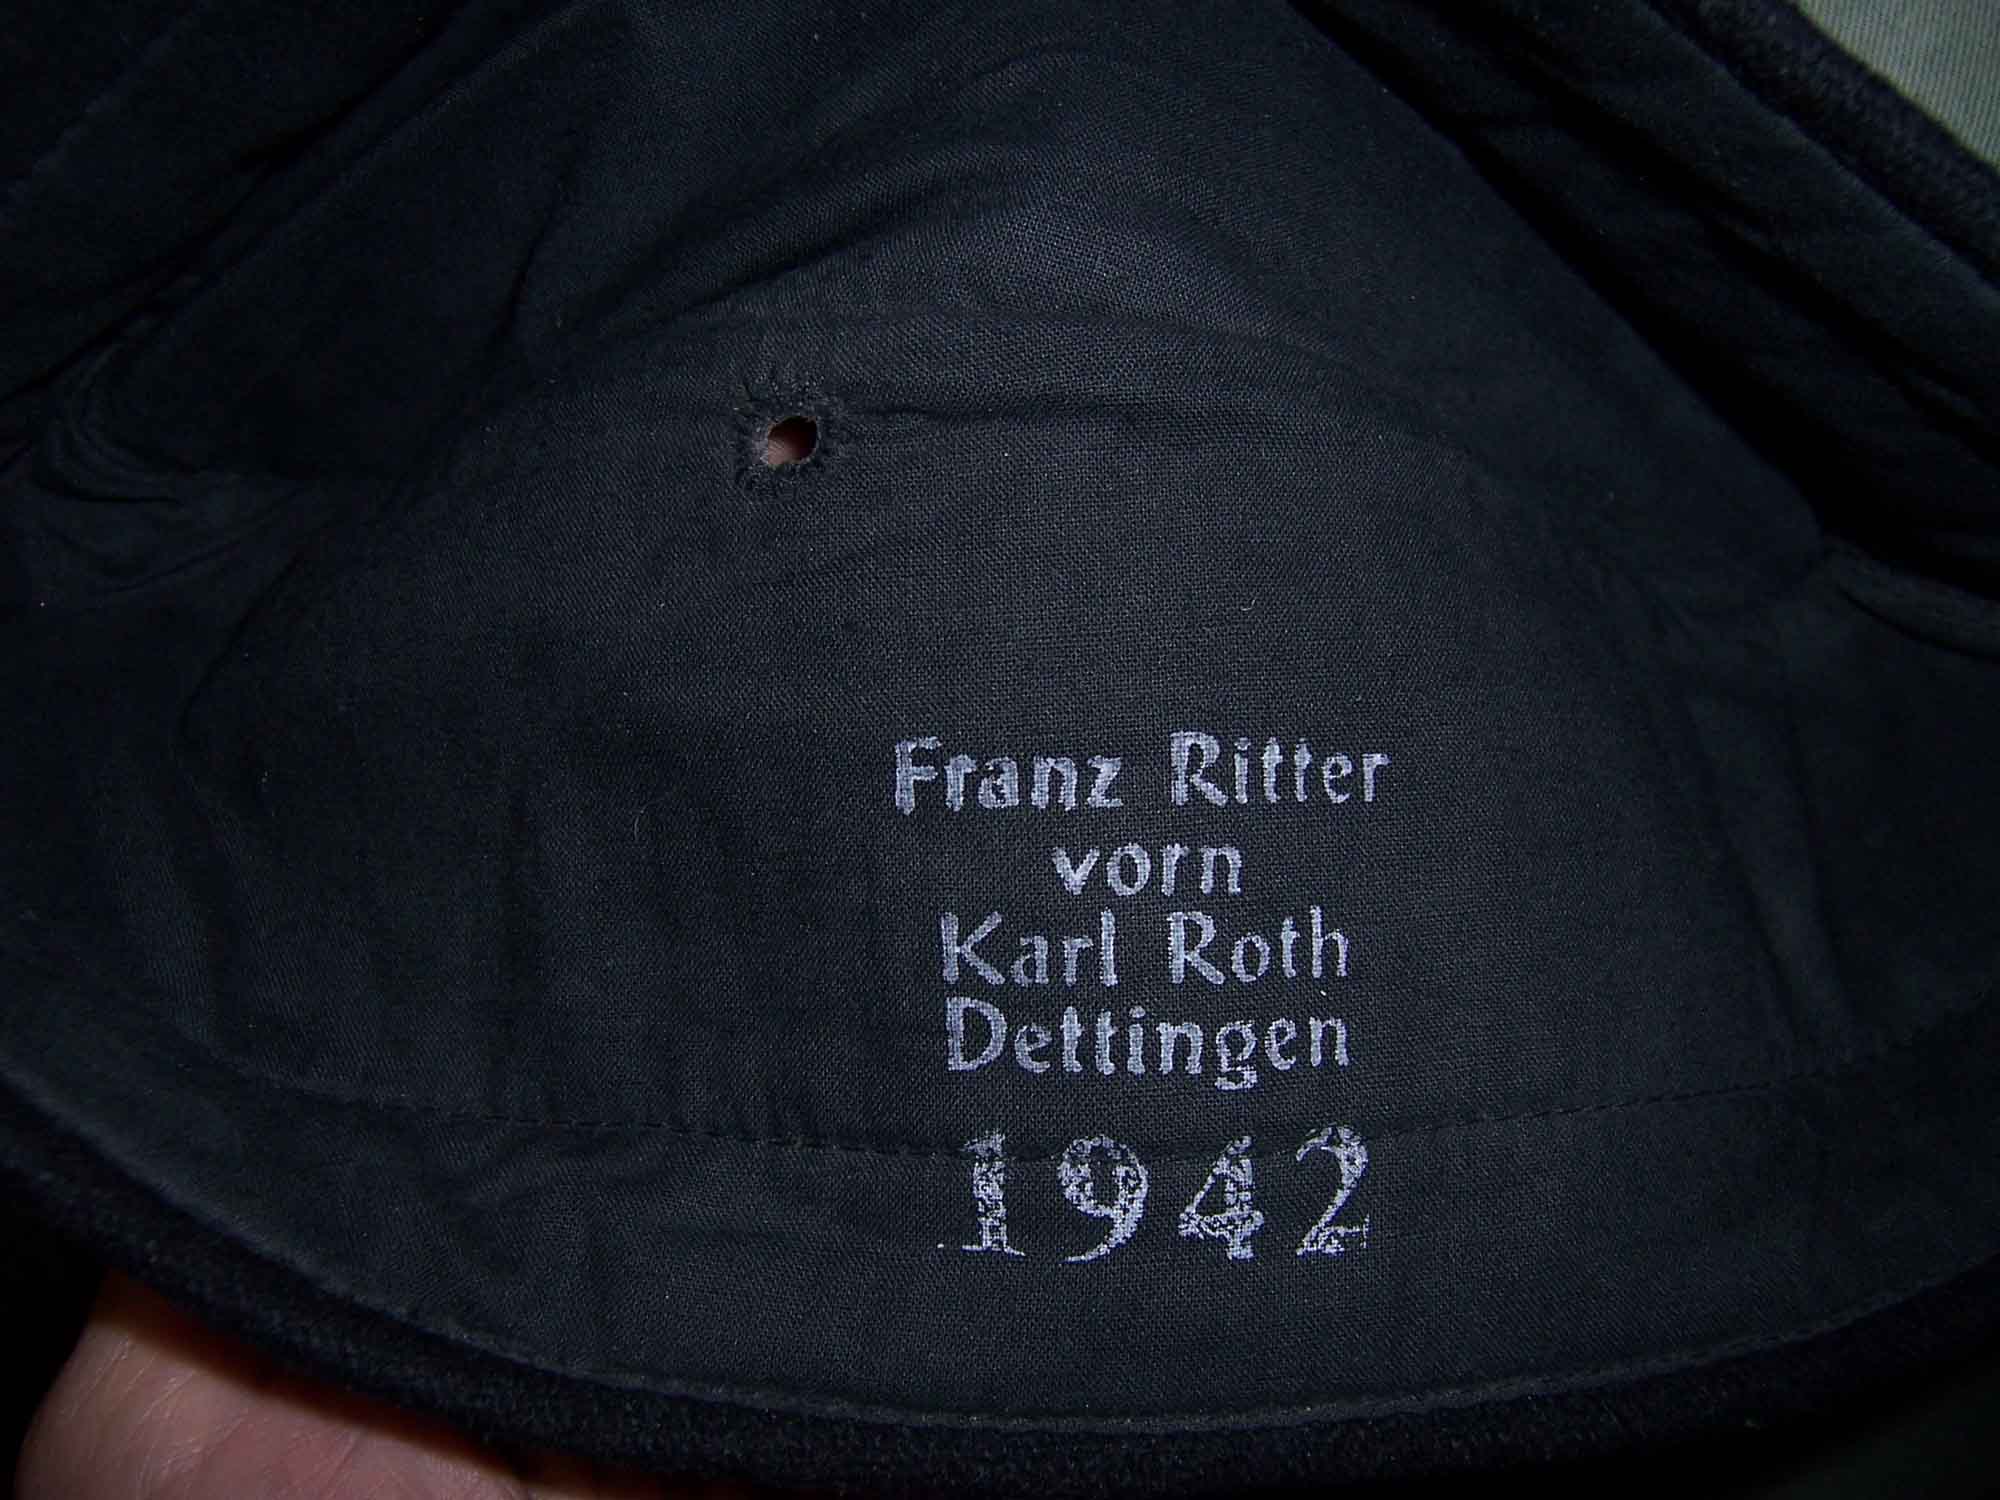 Franz Ritter
vorn
Karl Roth
Dettingen
1942